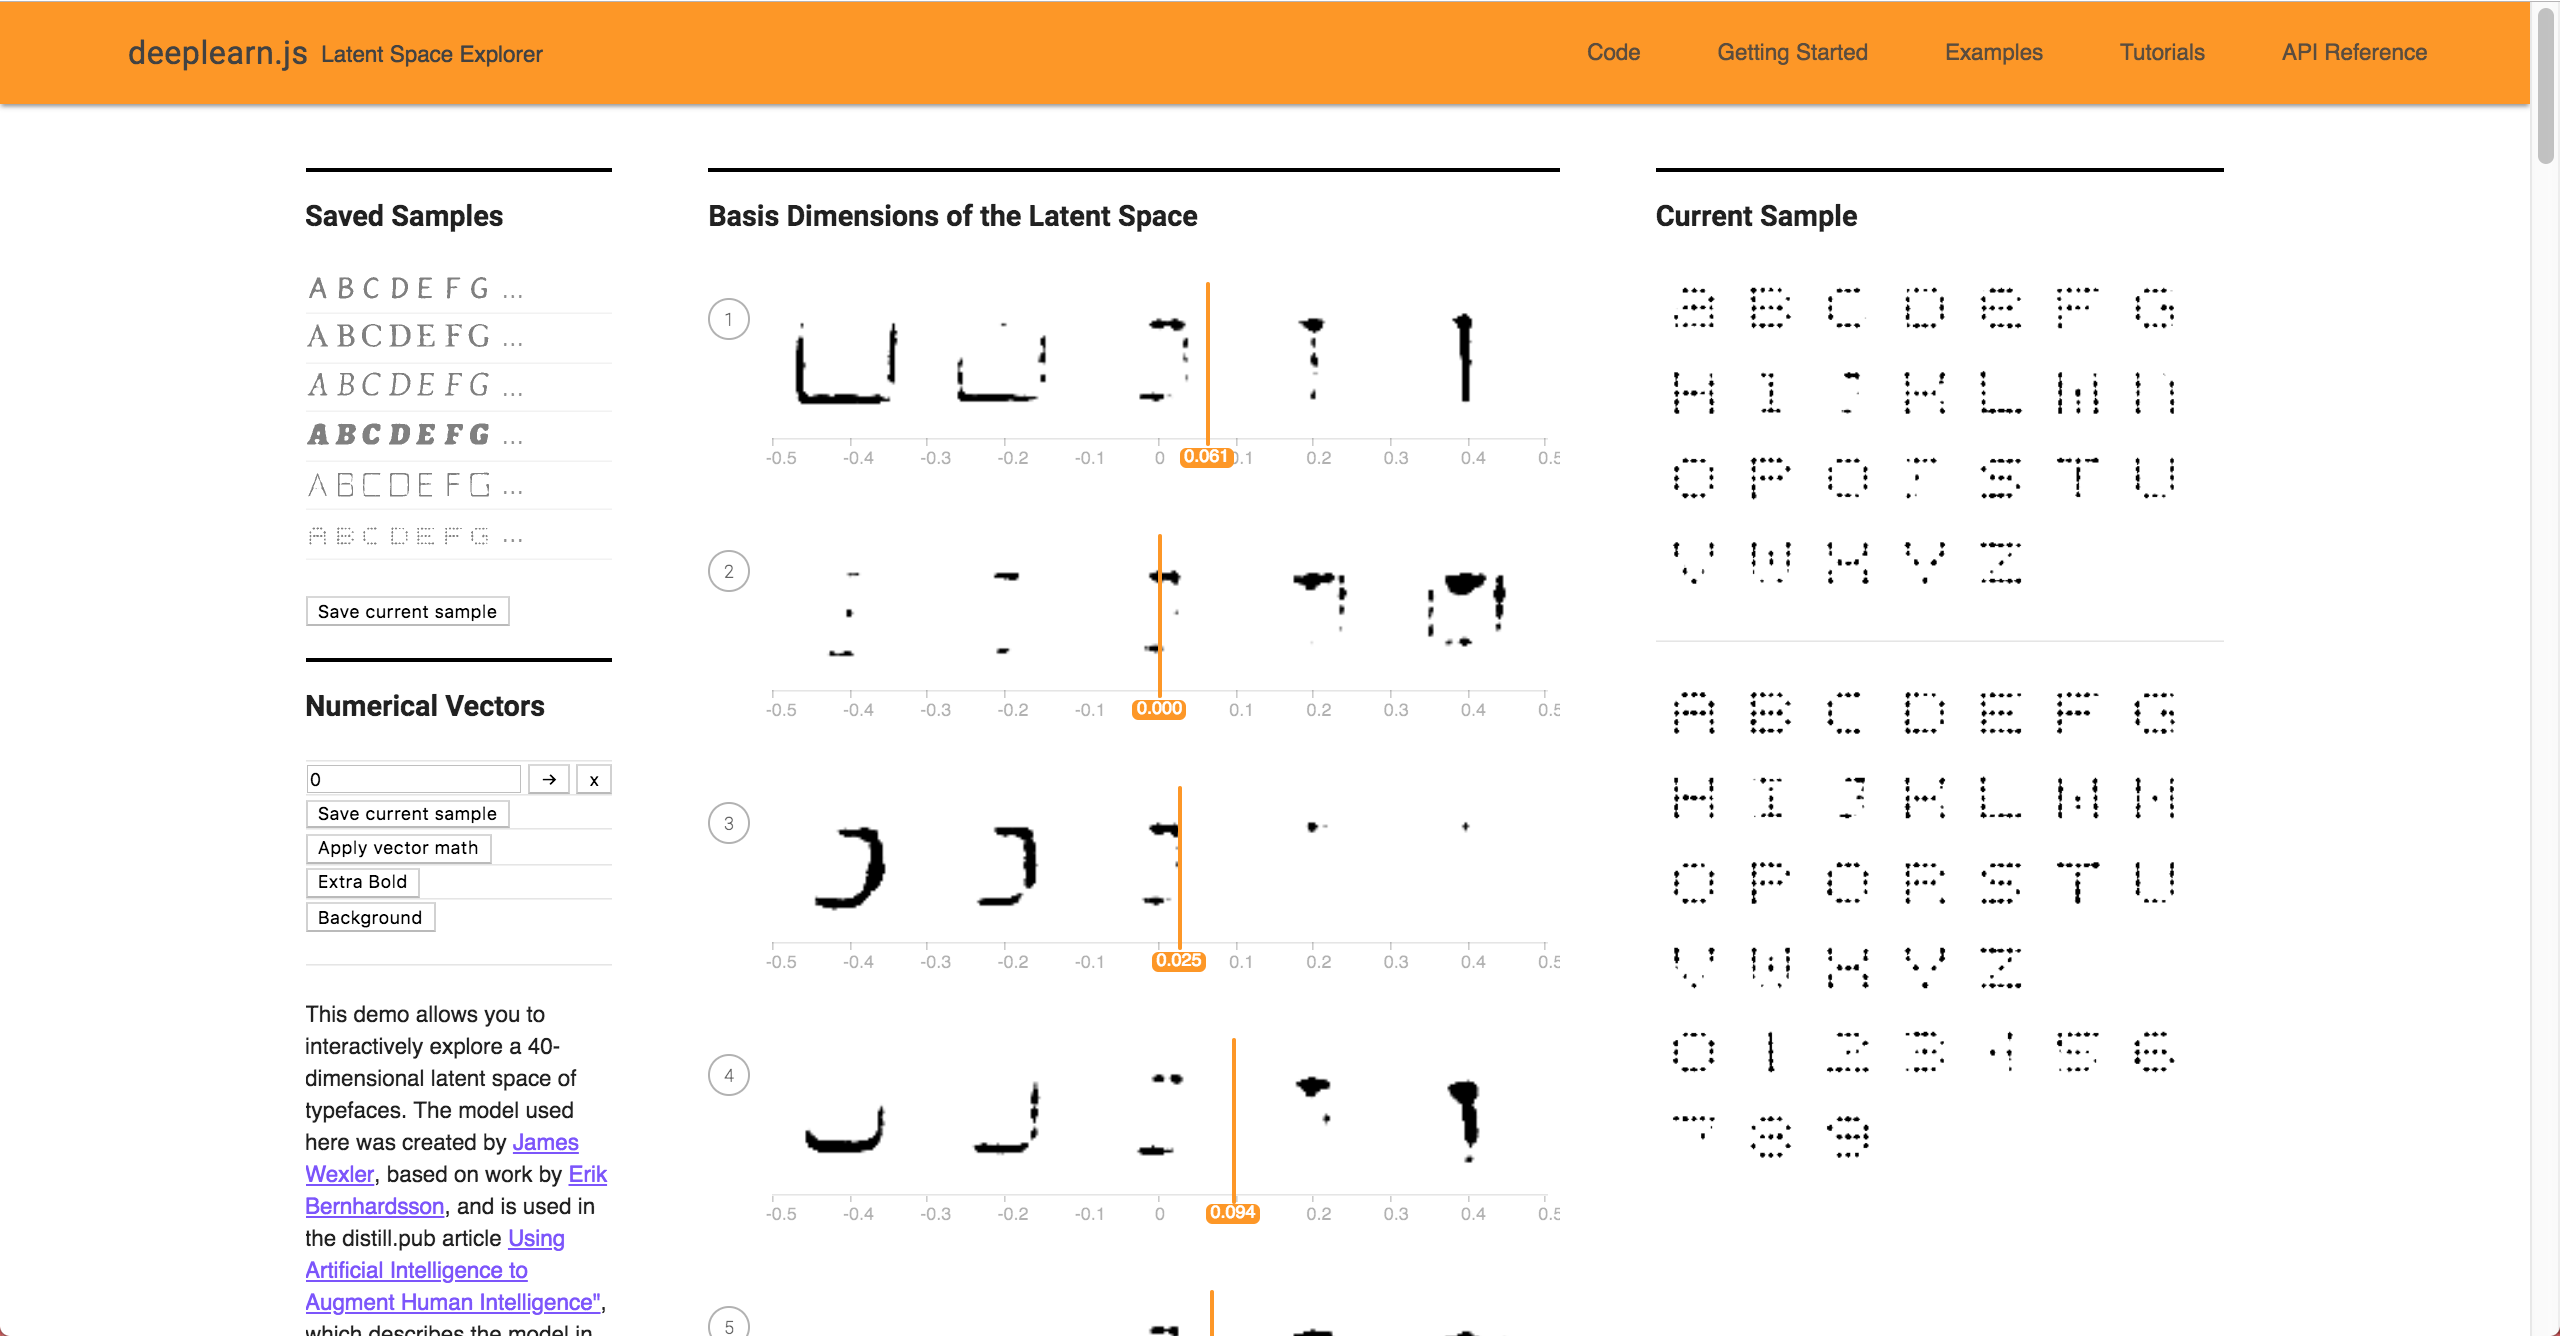 deeplearn.js Latent Space Explorer
Code Getting Started Examples Tutorials API Reference
Saved Samples
A B C D E F G ...
A B C D E F G ...
A B C D E F G ...
A B C D E F G ...
A B C D E F G ...
A B C D E F G ...
Save current sample
Numerical Vectors
0 → x
Save current sample
Apply vector math
Extra Bold
Background
This demo allows you to
interactively explore a 40-
dimensional latent space of
typefaces. The model used
here was created by James
Wexler, based on work by Erik
Bernhardsson, and is used in
the distill.pub article Using
Artificial Intelligence to
Augment Human Intelligence",
which describes the model in
Basis Dimensions of the Latent Space
1
-0.5 -0.4 -0.3 -0.2 -0.1 0 0.061 0.1 0.2 0.3 0.4 0.5
2
-0.5 -0.4 -0.3 -0.2 -0.1 0.000 0.1 0.2 0.3 0.4 0.5
3
-0.5 -0.4 -0.3 -0.2 -0.1 0.025 0.1 0.2 0.3 0.4 0.5
4
-0.5 -0.4 -0.3 -0.2 -0.1 0 0.094 0.2 0.3 0.4 0.5
5
Current Sample
a B C D E F G
H I J K L M n
O P Q r S T U
V W X Y Z
A B C D E F G
H I J K L M N
O P Q R S T U
V W X Y Z
0 1 2 3 4 5 6
7 8 9